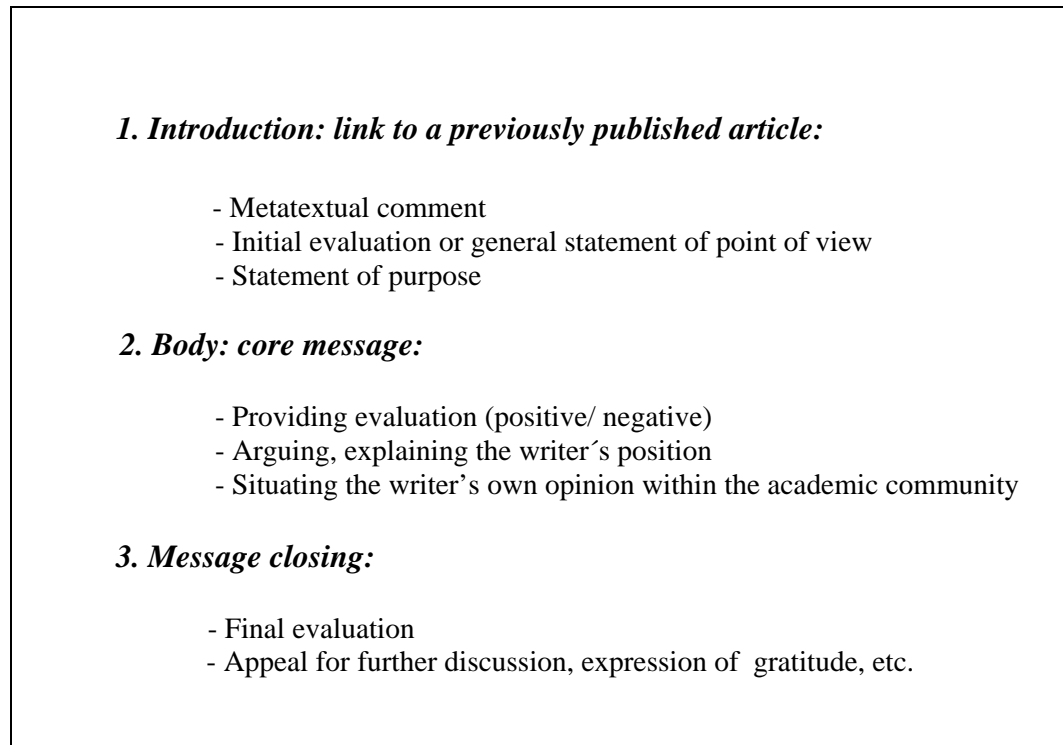 1. Introduction: link to a previously published article:
- Metatextual comment
- Initial evaluation or general statement of point of view
- Statement of purpose
2. Body: core message:
- Providing evaluation (positive/ negative)
- Arguing, explaining the writer´s position
- Situating the writer’s own opinion within the academic community
3. Message closing:
- Final evaluation
- Appeal for further discussion, expression of  gratitude, etc.